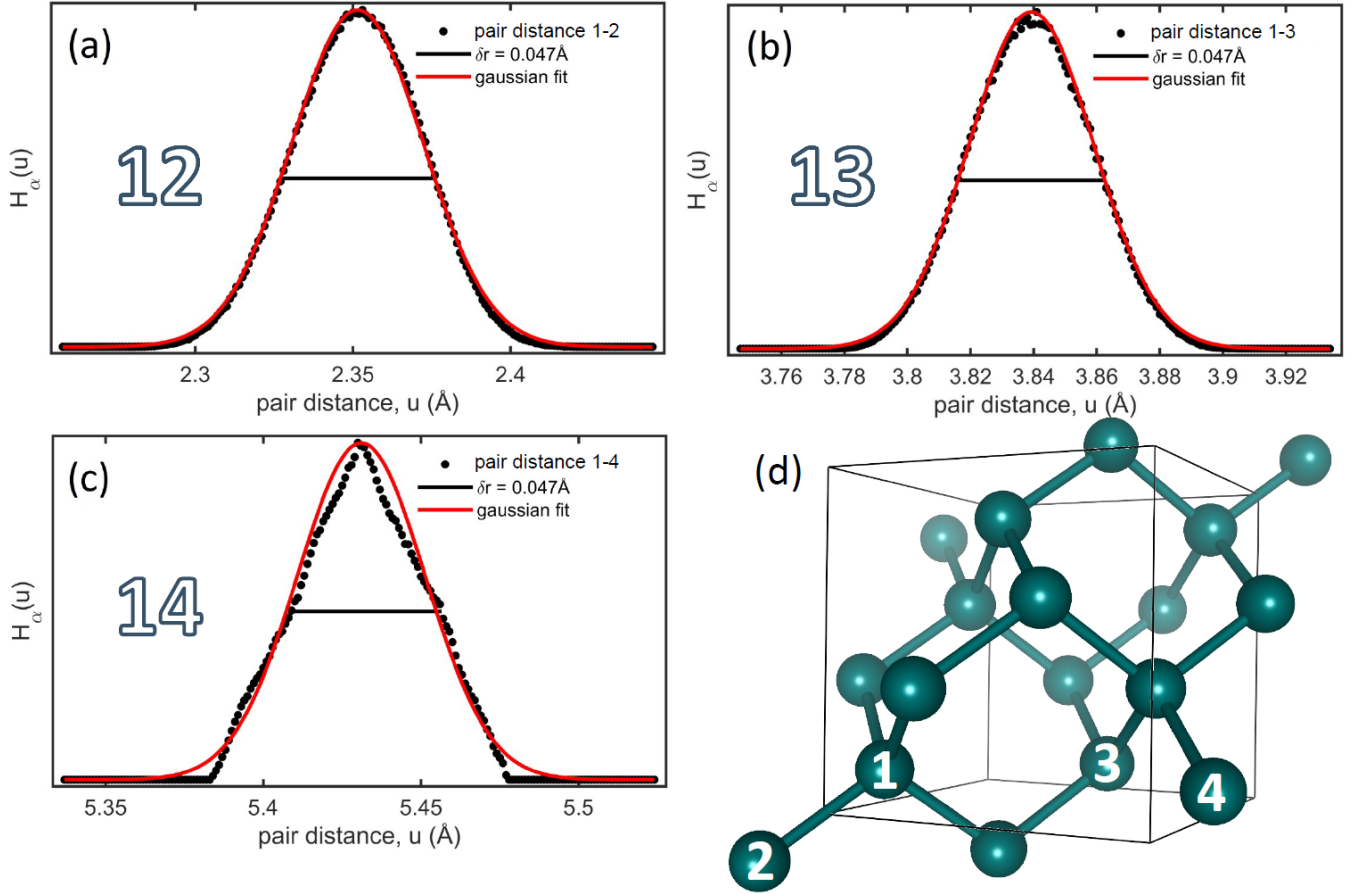 (a)
pair distance 1-2
δr = 0.047Å
gaussian fit
12
H_α(u)
2.3 2.35 2.4
pair distance, u (Å)
(b)
pair distance 1-3
δr = 0.047Å
gaussian fit
13
H_α(u)
3.76 3.78 3.8 3.82 3.84 3.86 3.88 3.9 3.92
pair distance, u (Å)
(c)
pair distance 1-4
δr = 0.047Å
gaussian fit
14
H_α(u)
5.35 5.4 5.45 5.5
pair distance, u (Å)
(d)
1
3
4
2